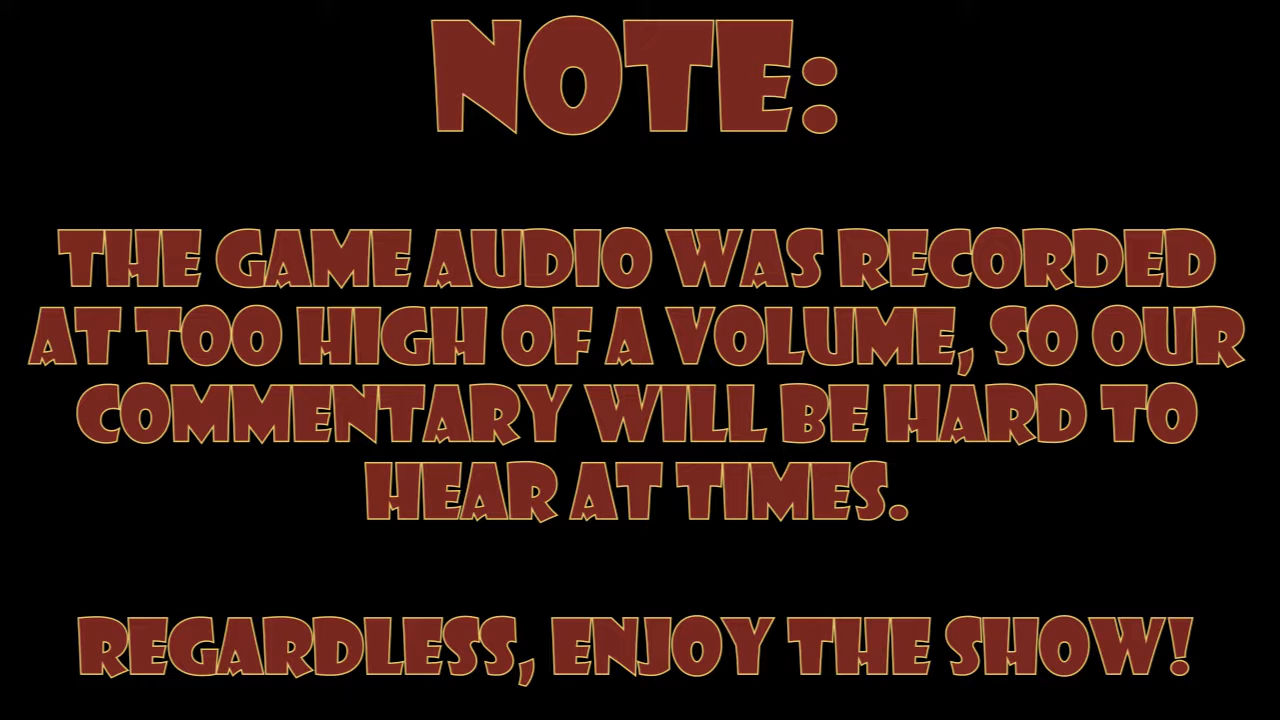 NOTE:
THE GAME AUDIO WAS RECORDED
AT TOO HIGH OF A VOLUME, SO OUR
COMMENTARY WILL BE HARD TO
HEAR AT TIMES.
REGARDLESS, ENJOY THE SHOW!